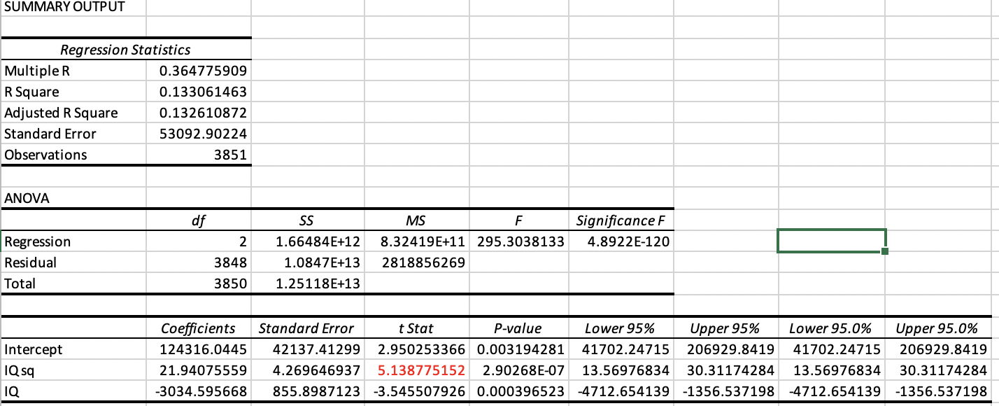 SUMMARY OUTPUT
Regression Statistics
Multiple R 0.364775909
R Square 0.133061463
Adjusted R Square 0.132610872
Standard Error 53092.90224
Observations 3851
ANOVA
df SS MS F Significance F
Regression 2 1.66484E+12 8.32419E+11 295.3038133 4.8922E-120
Residual 3848 1.0847E+13 2818856269
Total 3850 1.25118E+13
Coefficients Standard Error t Stat P-value Lower 95% Upper 95% Lower 95.0% Upper 95.0%
Intercept 124316.0445 42137.41299 2.950253366 0.003194281 41702.24715 206929.8419 41702.24715 206929.8419
IQ sq 21.94075559 4.269646937 5.138775152 2.90268E-07 13.56976834 30.31174284 13.56976834 30.31174284
IQ -3034.595668 855.8987123 -3.545507926 0.000396523 -4712.654139 -1356.537198 -4712.654139 -1356.537198